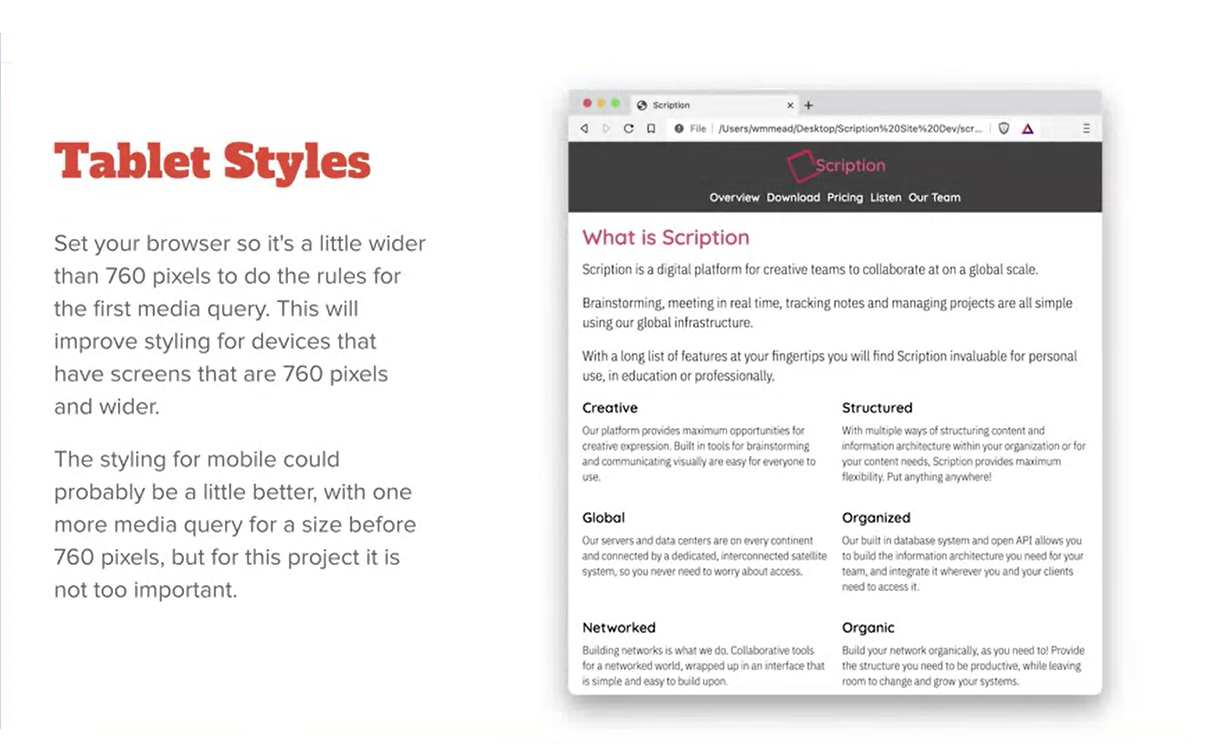 Tablet Styles
Set your browser so it's a little wider
than 760 pixels to do the rules for
the first media query. This will
improve styling for devices that
have screens that are 760 pixels
and wider.
The styling for mobile could
probably be a little better, with one
more media query for a size before
760 pixels, but for this project it is
not too important.
Scription
File /Users/wmmead/Desktop/Scription%20Site%20Dev/scr...
Scription
Overview Download Pricing Listen Our Team
What is Scription
Scription is a digital platform for creative teams to collaborate at on a global scale.
Brainstorming, meeting in real time, tracking notes and managing projects are all simple
using our global infrastructure.
With a long list of features at your fingertips you will find Scription invaluable for personal
use, in education or professionally.
Creative
Our platform provides maximum opportunities for
creative expression. Built in tools for brainstorming
and communicating visually are easy for everyone to
use.
Structured
With multiple ways of structuring content and
information architecture within your organization or for
your content needs, Scription provides maximum
flexibility. Put anything anywhere!
Global
Our servers and data centers are on every continent
and connected by a dedicated, interconnected satellite
system, so you never need to worry about access.
Organized
Our built in database system and open API allows you
to build the information architecture you need for your
team, and integrate it wherever you and your clients
need to access it.
Networked
Building networks is what we do. Collaborative tools
for a networked world, wrapped up in an interface that
is simple and easy to build upon.
Organic
Build your network organically, as you need to! Provide
the structure you need to be productive, while leaving
room to change and grow your systems.